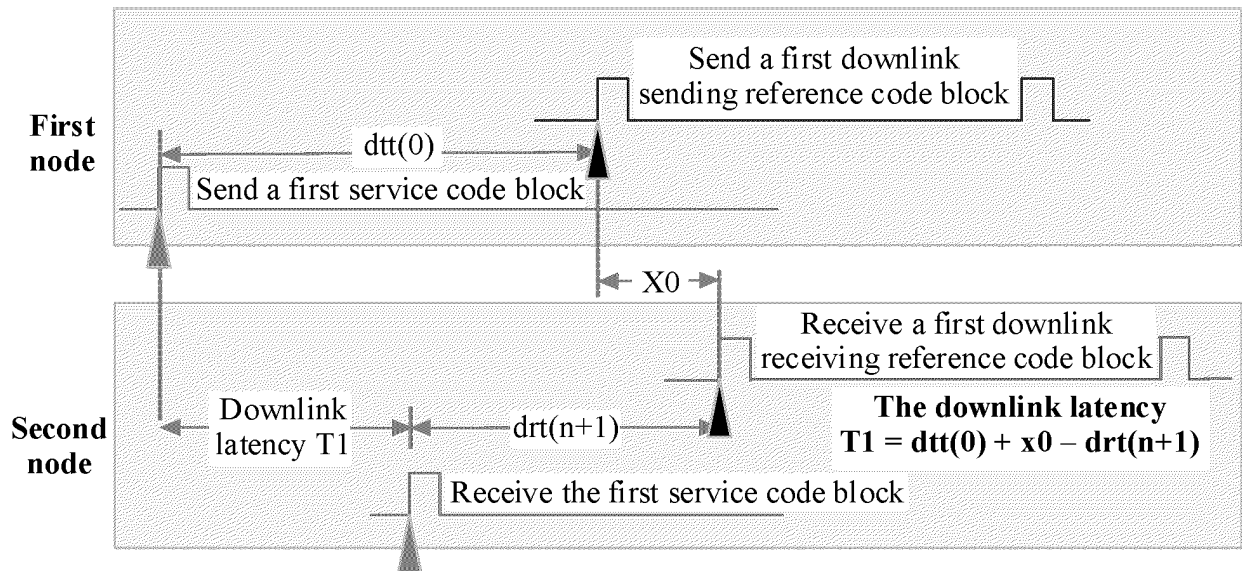 Send a first downlink
sending reference code block
First
node
dtt(0)
Send a first service code block
X0
Receive a first downlink
receiving reference code block
Second
node
Downlink
latency T1
drt(n+1)
The downlink latency
T1 = dtt(0) + x0 – drt(n+1)
Receive the first service code block